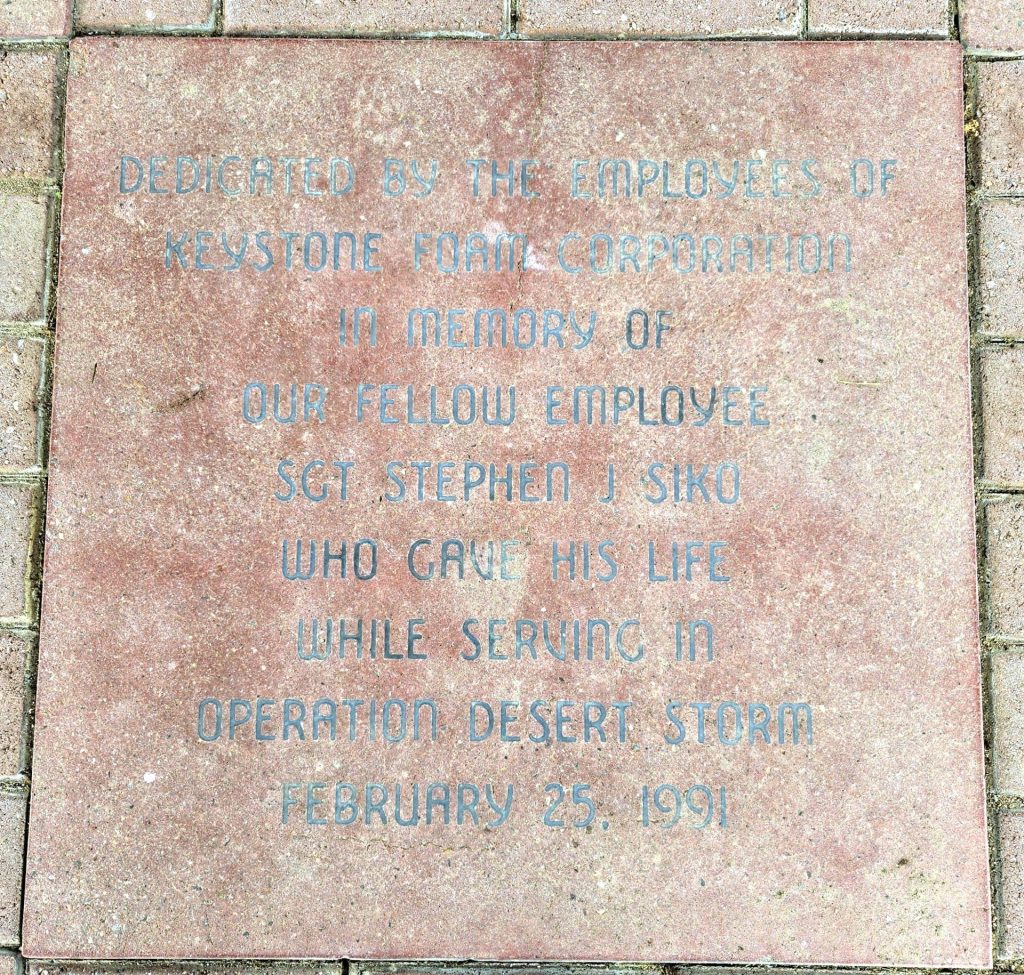 DEDICATED BY THE EMPLOYEES OF
KEYSTONE FOAM CORPORATION
IN MEMORY OF
OUR FELLOW EMPLOYEE
SGT STEPHEN J SIKO
WHO GAVE HIS LIFE
WHILE SERVING IN
OPERATION DESERT STORM
FEBRUARY 25, 1991